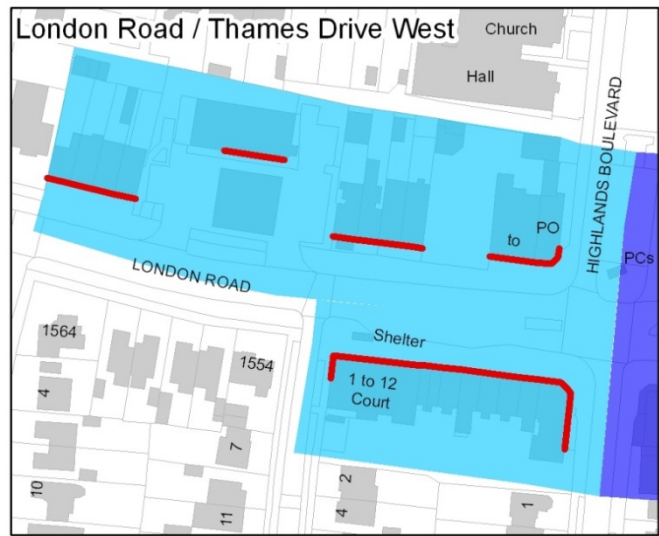 London Road / Thames Drive West
Church
Hall
HIGHLANDS BOULEVARD
PO
to
PCs
LONDON ROAD
Shelter
1564
1554
1 to 12
Court
4
7
10
11
2
4
1